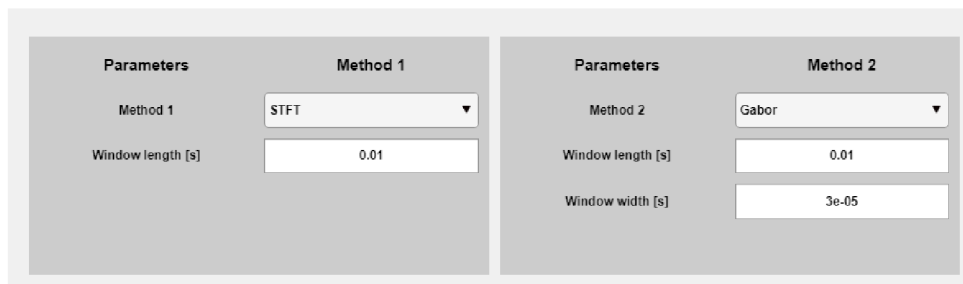 Parameters Method 1
Method 1 STFT
Window length [s] 0.01
Parameters Method 2
Method 2 Gabor
Window length [s] 0.01
Window width [s] 3e-05